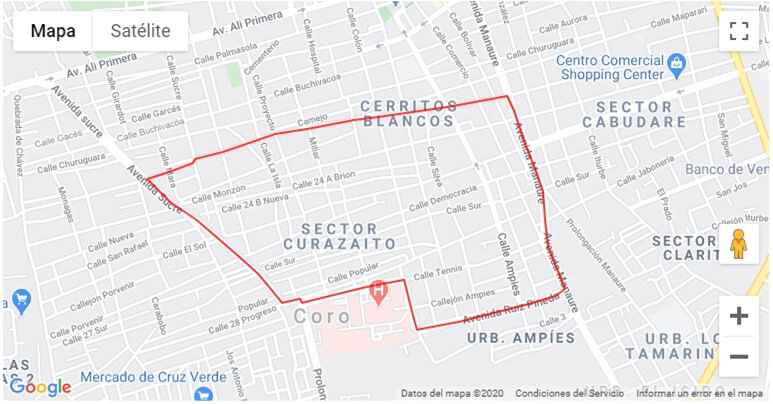 Mapa
Satélite
Av. Ali Primera
Av. Ali Primera
Calle Palmasola
Cementerio
Calle Hospital
Calle Comercio
Calle Bolívar
Avenida Manaure
Calle Aurora
Calle Maparari
Calle Churuguara
Centro Comercial
Shopping Center
Avenida sucre
Calle Girardot
Calle Sucre
Calle Buchivacoa
Calle Proyecto
Quebrada de Chávez
Calle Garcés
Calle Garcés
Calle Buchivacoa
Camejo
CERRITOS
BLANCOS
SECTOR
CABUDARE
San Miguel
Calle Churuguara
Calle Mara
Calle La Isla
Millar
Calle Silva
Avenida Manaure
Calle Iturbe
Calle Jabonería
Banco de Ven
Avenida Sucre
Calle Monzón
Calle 24 A Brion
Calle 24 B Nueva
Calle Democracia
Calle Sur
Calle Sur
San Jos
El Prado
Monagas
SECTOR
CURAZAITO
Calle Nueva
Calle San Rafael
Calle El Sol
Calle Sur
Calle Popular
Calle Tennis
Calle Ampies
Avenida Manaure
Prolongación Manaure
Calle Iturbe
SECTOR
CLARIT
Callejon Porvenir
Calle Porvenir
Popular
Calle 28 Progreso
Calle 27 Sur
Coro
Callejón Ampies
Avenida Ruiz Pineda
Calle 3
URB. AMPÍES
URB. LO
TAMARIN
LAS
AS 2
Mercado de Cruz Verde
Jos Antonio
Prolon
Google
Datos del mapa ©2020
Condiciones del Servicio
Informar un error en el mapa